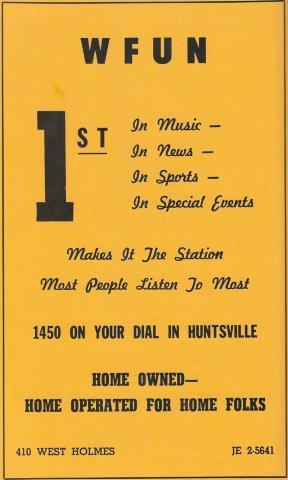 WFUN
1ST
In Music —
In News —
In Sports —
In Special Events
Makes It The Station
Most People Listen To Most
1450 ON YOUR DIAL IN HUNTSVILLE
HOME OWNED—
HOME OPERATED FOR HOME FOLKS
410 WEST HOLMES JE 2-5641